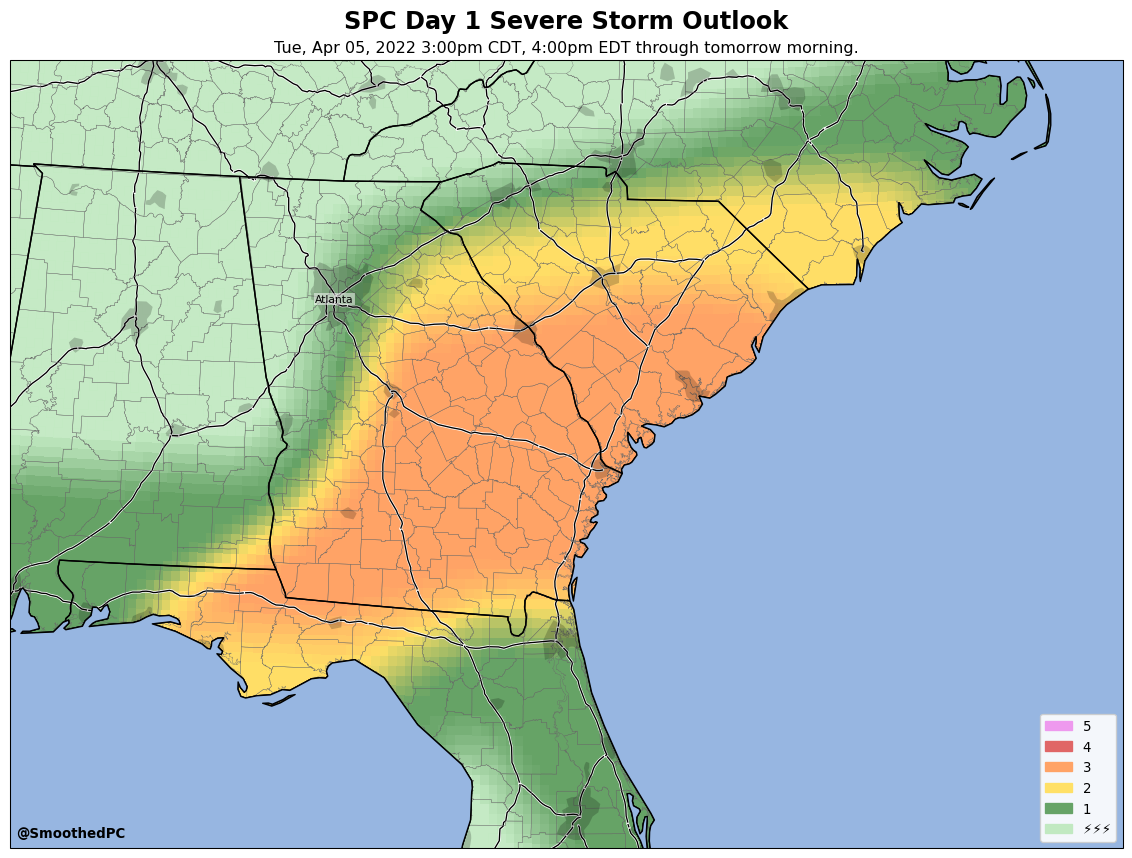 SPC Day 1 Severe Storm Outlook
Tue, Apr 05, 2022 3:00pm CDT, 4:00pm EDT through tomorrow morning.
Atlanta
5
4
3
2
1
⚡⚡⚡
@SmoothedPC